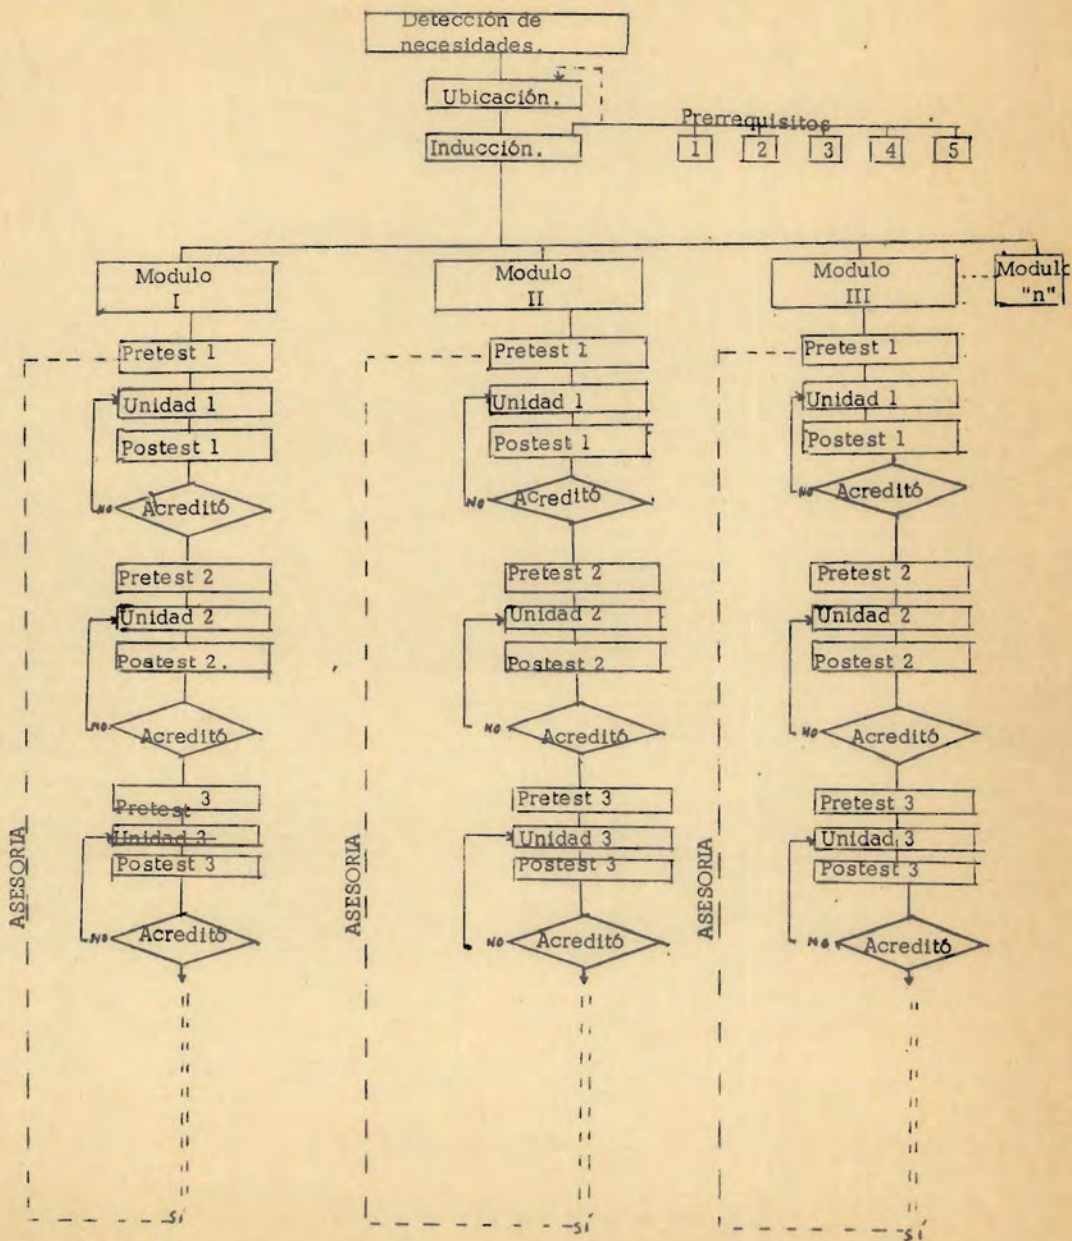 Detección de
necesidades.
Ubicación.
Prerrequisitos
Inducción.
1 2 3 4 5
Modulo
I
Pretest 1
Unidad 1
Postest 1
Acreditó
NO
Pretest 2
Unidad 2
Postest 2.
Acreditó
NO
Pretest 3
Unidad 3
Postest 3
Acreditó
NO
ASESORIA
sí
Modulo
II
Pretest 1
Unidad 1
Postest 1
Acreditó
NO
Pretest 2
Unidad 2
Postest 2
Acreditó
NO
Pretest 3
Unidad 3
Postest 3
Acreditó
NO
ASESORIA
sí
Modulo
III
Pretest 1
Unidad 1
Postest 1
Acreditó
NO
Pretest 2
Unidad 2
Postest 2
Acreditó
NO
Pretest 3
Unidad 3
Postest 3
Acreditó
NO
ASESORIA
sí
Modulo
"n"